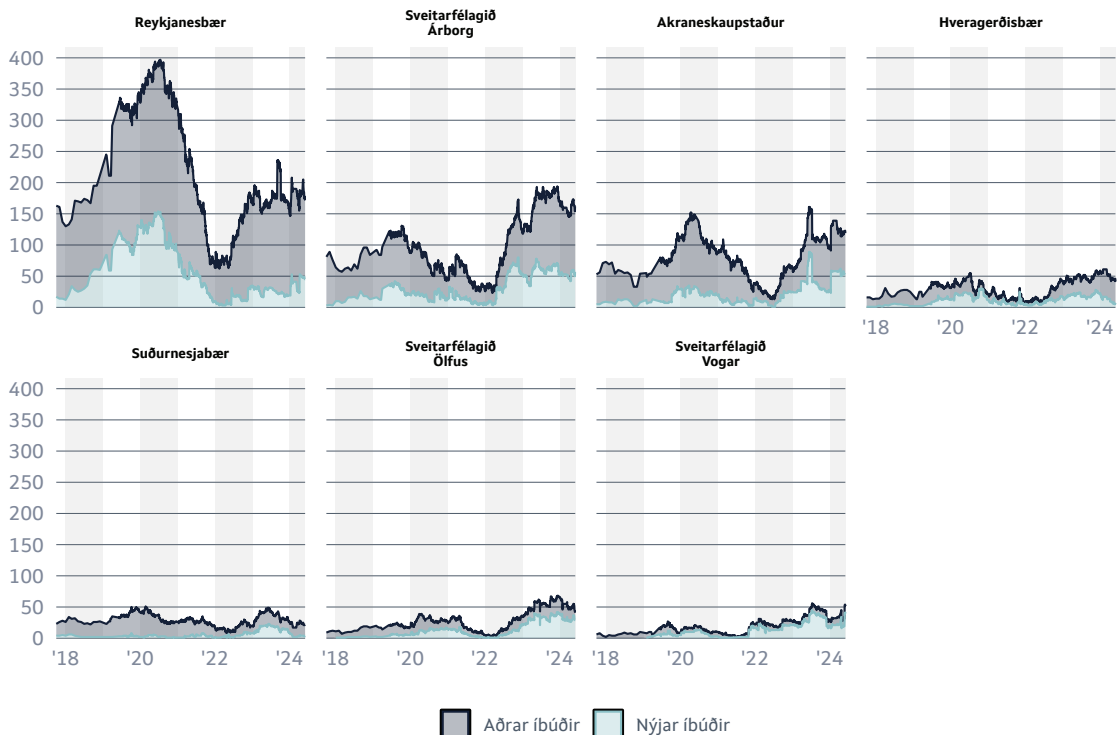 Reykjanesbær
Sveitarfélagið
Árborg
Akraneskaupstaður
Hveragerðisbær
400
350
300
250
200
150
100
50
0
'18 '20 '22 '24
Suðurnesjabær
Sveitarfélagið
Ölfus
Sveitarfélagið
Vogar
400
350
300
250
200
150
100
50
0
'18 '20 '22 '24
'18 '20 '22 '24
'18 '20 '22 '24
Aðrar íbúðir
Nýjar íbúðir